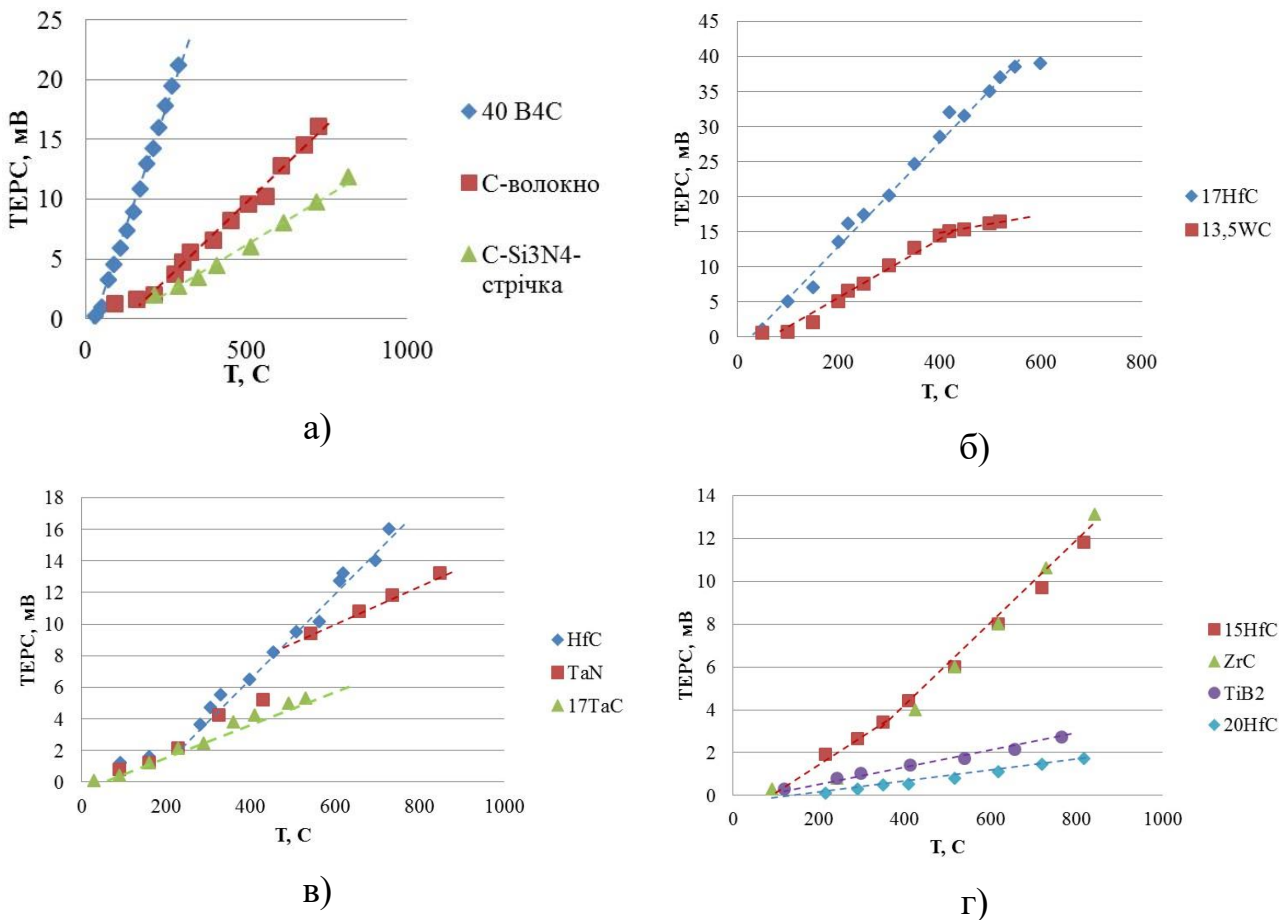 25
20
15
10
5
0
ТЕРС, мВ
0
500
1000
T, C
40 B4C
С-волокно
C-Si3N4-
стрічка
а)
45
40
35
30
25
20
15
10
5
0
ТЕРС, мВ
0
200
400
600
800
T, C
17HfC
13,5WC
б)
18
16
14
12
10
8
6
4
2
0
ТЕРС, мВ
0
200
400
600
800
1000
T, C
HfC
TaN
17TaC
в)
14
12
10
8
6
4
2
0
ТЕРС, мВ
0
200
400
600
800
1000
T, C
15HfC
ZrC
TiB2
20HfC
г)